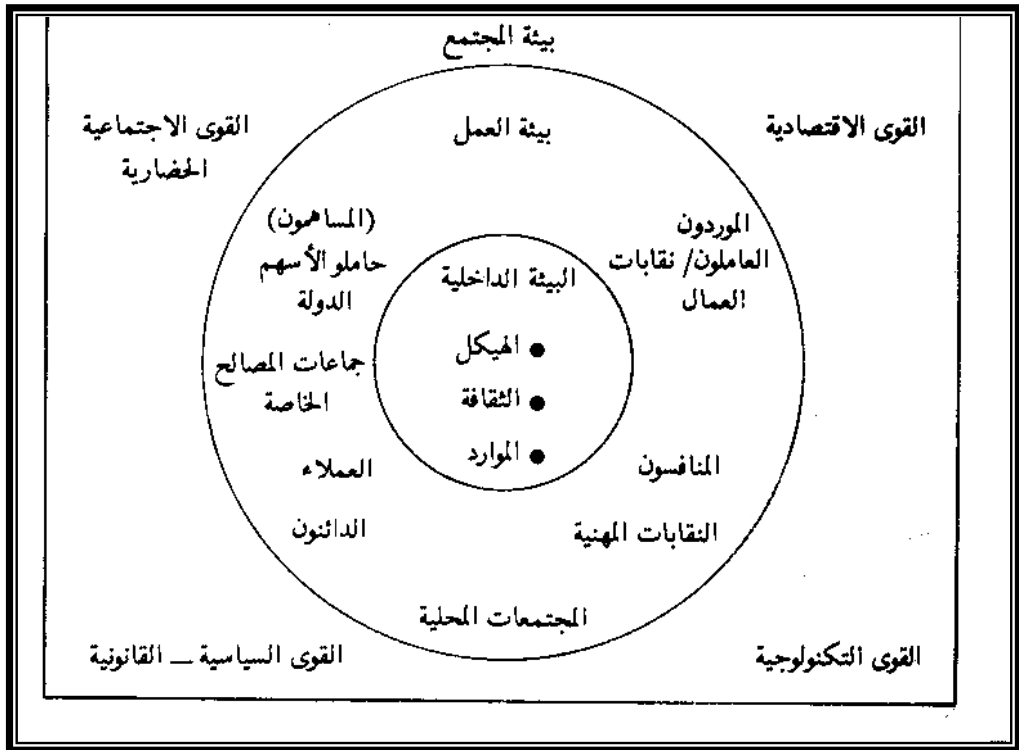 بيئة المجتمع
القوى الاقتصادية
القوى الاجتماعية
الحضارية
بيئة العمل
الموردون
العاملون/ نقابات
العمال
(المساهمون)
حاملو الأسهم
الدولة
البيئة الداخلية
● الهيكل
● الثقافة
● الموارد
جماعات المصالح
الخاصة
المنافسون
العملاء
النقابات المهنية
الدائنون
المجتمعات المحلية
القوى التكنولوجية
القوى السياسية ــ القانونية